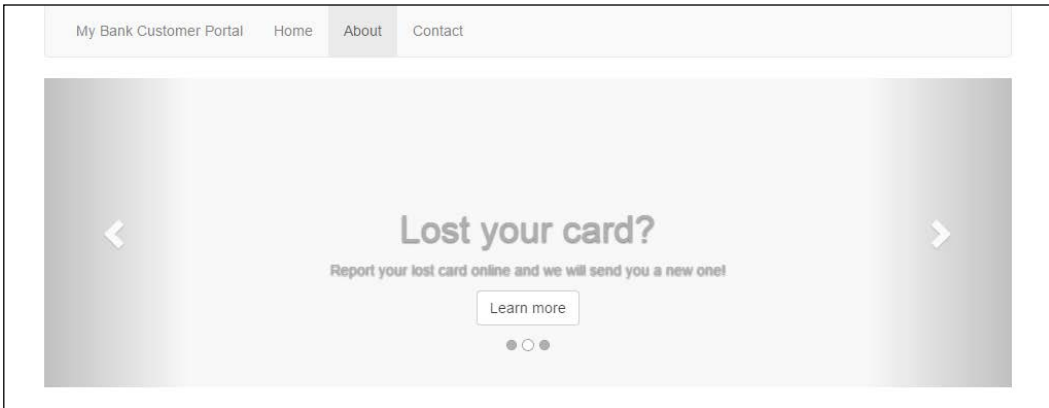 My Bank Customer Portal Home About Contact
Lost your card?
Report your lost card online and we will send you a new one!
Learn more